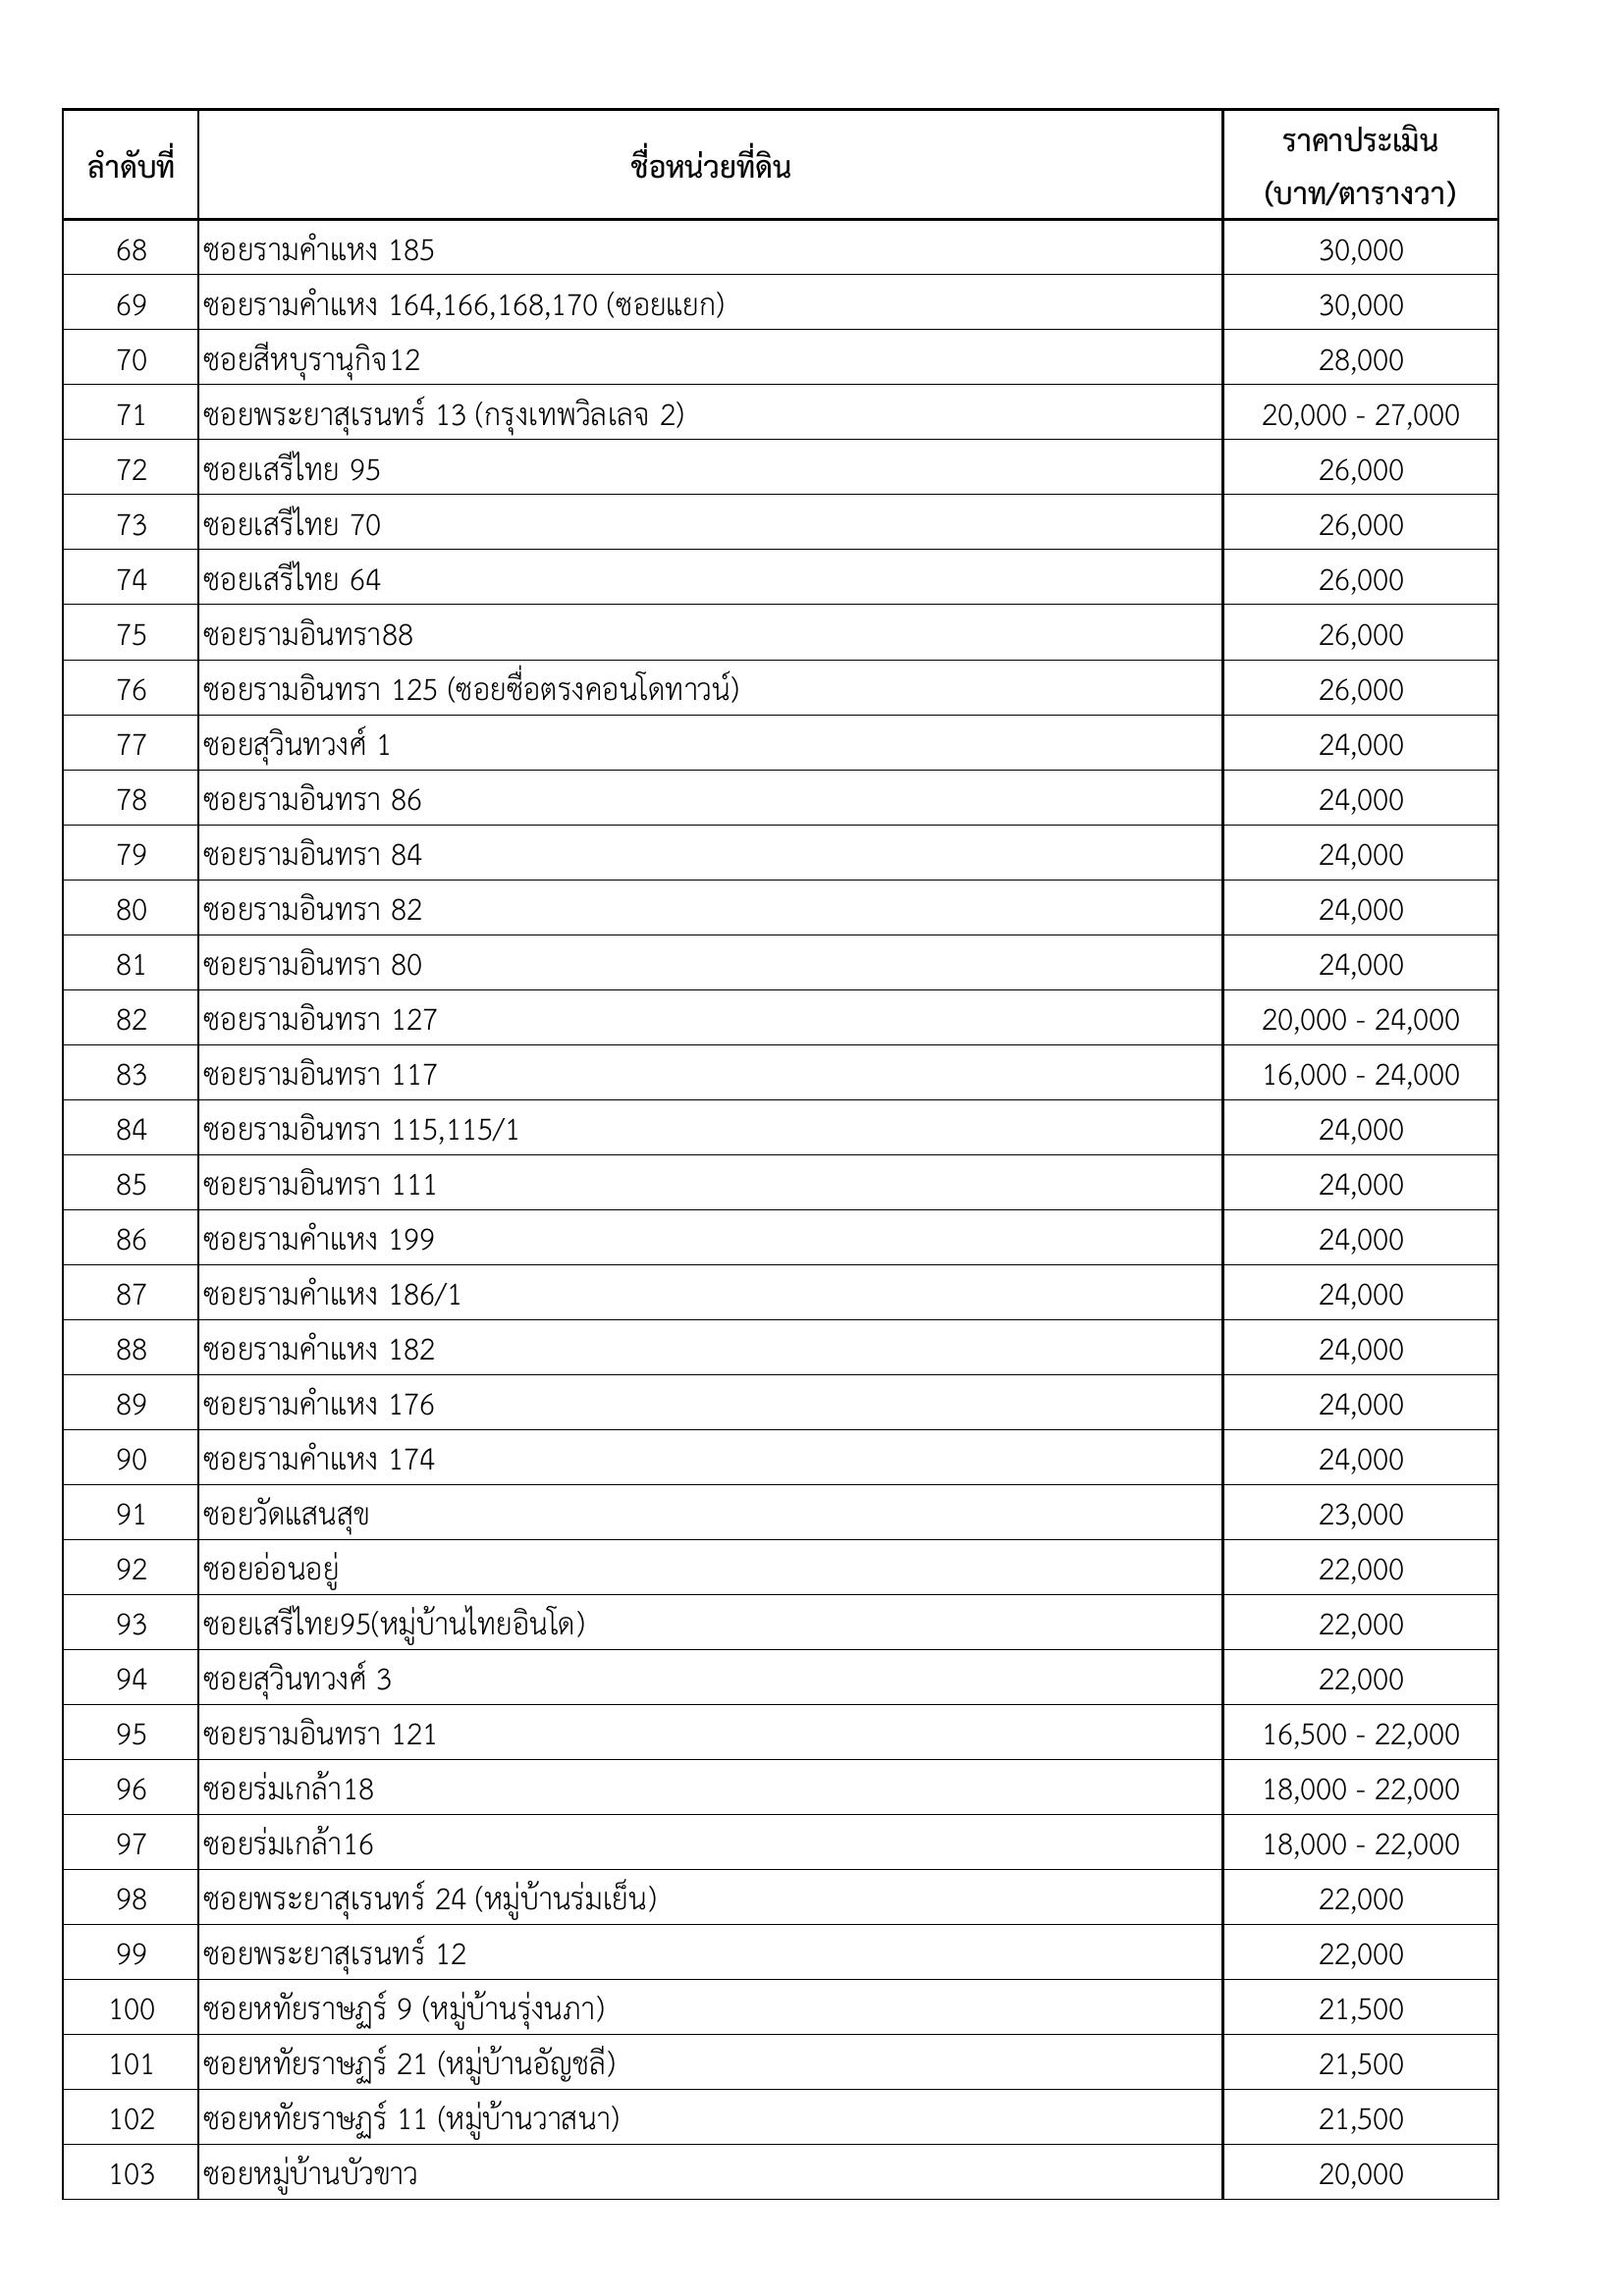 ลำดับที่ ชื่อหน่วยที่ดิน ราคาประเมิน
(บาท/ตารางวา)
68 ซอยรามคำแหง 185 30,000
69 ซอยรามคำแหง 164,166,168,170 (ซอยแยก) 30,000
70 ซอยสีหบุรานุกิจ12 28,000
71 ซอยพระยาสุเรนทร์ 13 (กรุงเทพวิลเลจ 2) 20,000 - 27,000
72 ซอยเสรีไทย 95 26,000
73 ซอยเสรีไทย 70 26,000
74 ซอยเสรีไทย 64 26,000
75 ซอยรามอินทรา88 26,000
76 ซอยรามอินทรา 125 (ซอยซื่อตรงคอนโดทาวน์) 26,000
77 ซอยสุวินทวงศ์ 1 24,000
78 ซอยรามอินทรา 86 24,000
79 ซอยรามอินทรา 84 24,000
80 ซอยรามอินทรา 82 24,000
81 ซอยรามอินทรา 80 24,000
82 ซอยรามอินทรา 127 20,000 - 24,000
83 ซอยรามอินทรา 117 16,000 - 24,000
84 ซอยรามอินทรา 115,115/1 24,000
85 ซอยรามอินทรา 111 24,000
86 ซอยรามคำแหง 199 24,000
87 ซอยรามคำแหง 186/1 24,000
88 ซอยรามคำแหง 182 24,000
89 ซอยรามคำแหง 176 24,000
90 ซอยรามคำแหง 174 24,000
91 ซอยวัดแสนสุข 23,000
92 ซอยอ่อนอยู่ 22,000
93 ซอยเสรีไทย95(หมู่บ้านไทยอินโด) 22,000
94 ซอยสุวินทวงศ์ 3 22,000
95 ซอยรามอินทรา 121 16,500 - 22,000
96 ซอยร่มเกล้า18 18,000 - 22,000
97 ซอยร่มเกล้า16 18,000 - 22,000
98 ซอยพระยาสุเรนทร์ 24 (หมู่บ้านร่มเย็น) 22,000
99 ซอยพระยาสุเรนทร์ 12 22,000
100 ซอยหทัยราษฏร์ 9 (หมู่บ้านรุ่งนภา) 21,500
101 ซอยหทัยราษฏร์ 21 (หมู่บ้านอัญชลี) 21,500
102 ซอยหทัยราษฏร์ 11 (หมู่บ้านวาสนา) 21,500
103 ซอยหมู่บ้านบัวขาว 20,000